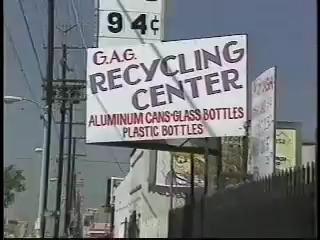 94¢
G.A.G.
RECYCLING
CENTER
ALUMINUM CANS-GLASS BOTTLES
PLASTIC BOTTLES